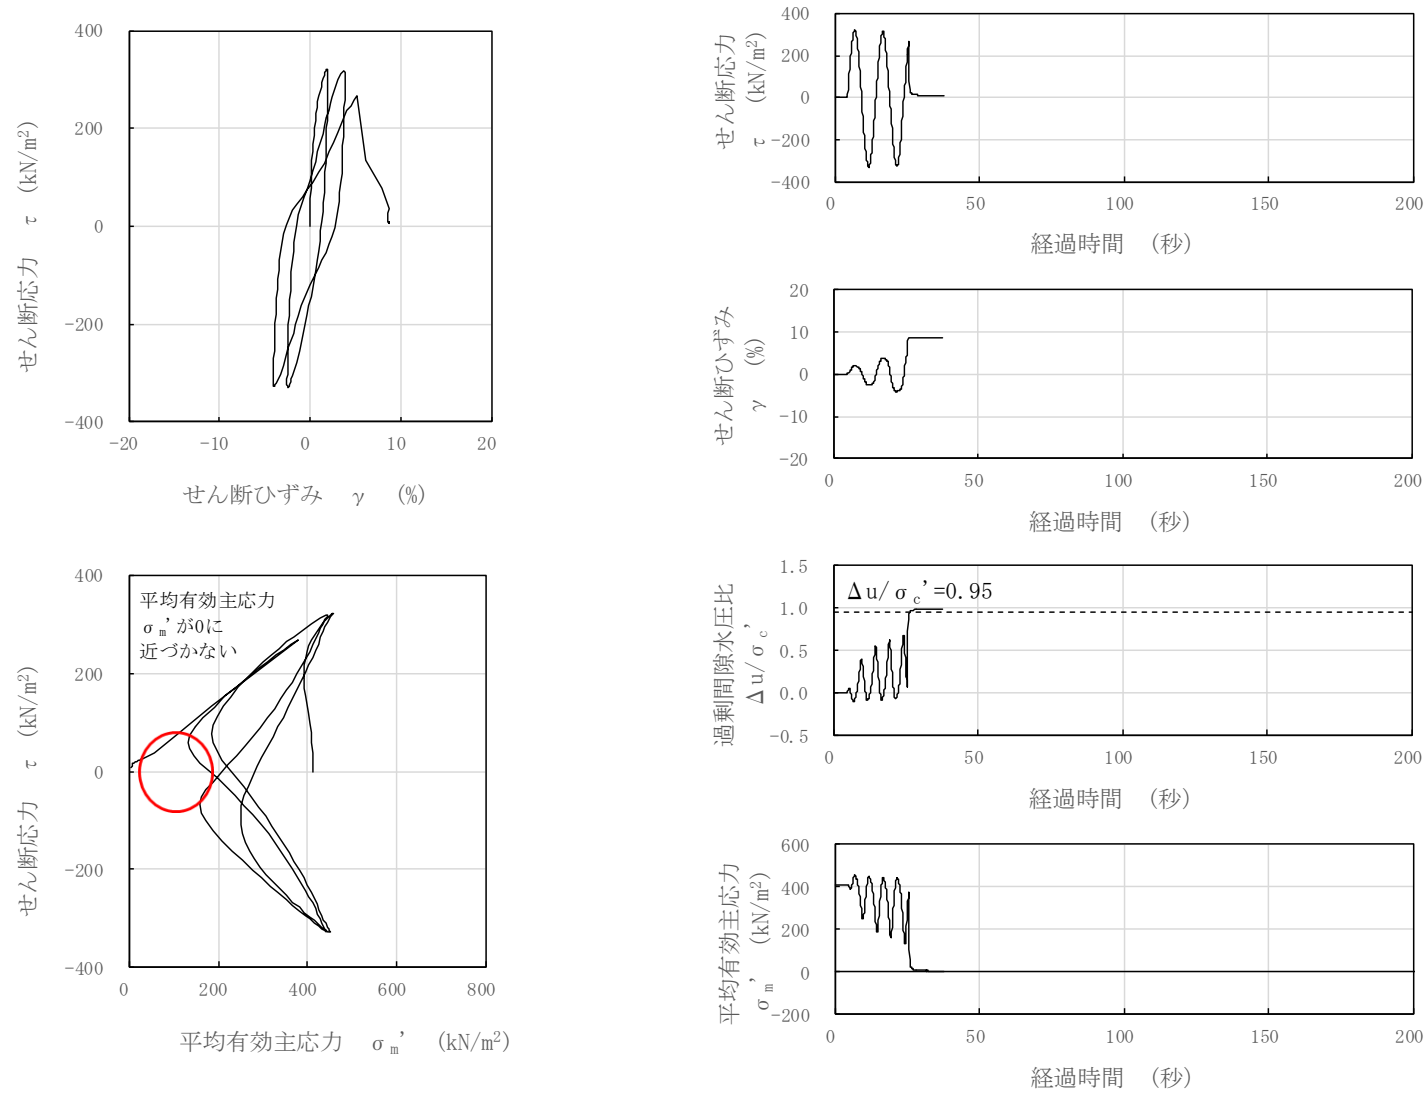 400
200
0
-200
-400
せん断応力 τ (kN/m²)
-20 -10 0 10 20
せん断ひずみ γ (%)
400
200
0
-200
-400
せん断応力 τ (kN/m²)
平均有効主応力
σm'が0に
近づかない
0 200 400 600 800
平均有効主応力 σm' (kN/m²)
せん断応力
τ (kN/m²)
400
200
0
-200
-400
0 50 100 150 200
経過時間 (秒)
せん断ひずみ
γ (%)
20
10
0
-10
-20
0 50 100 150 200
経過時間 (秒)
過剰間隙水圧比
Δu/σc'
1.5
1.0
0.5
0.0
-0.5
Δu/σc'=0.95
0 50 100 150 200
経過時間 (秒)
平均有効主応力
σm' (kN/m²)
600
400
200
0
-200
0 50 100 150 200
経過時間 (秒)